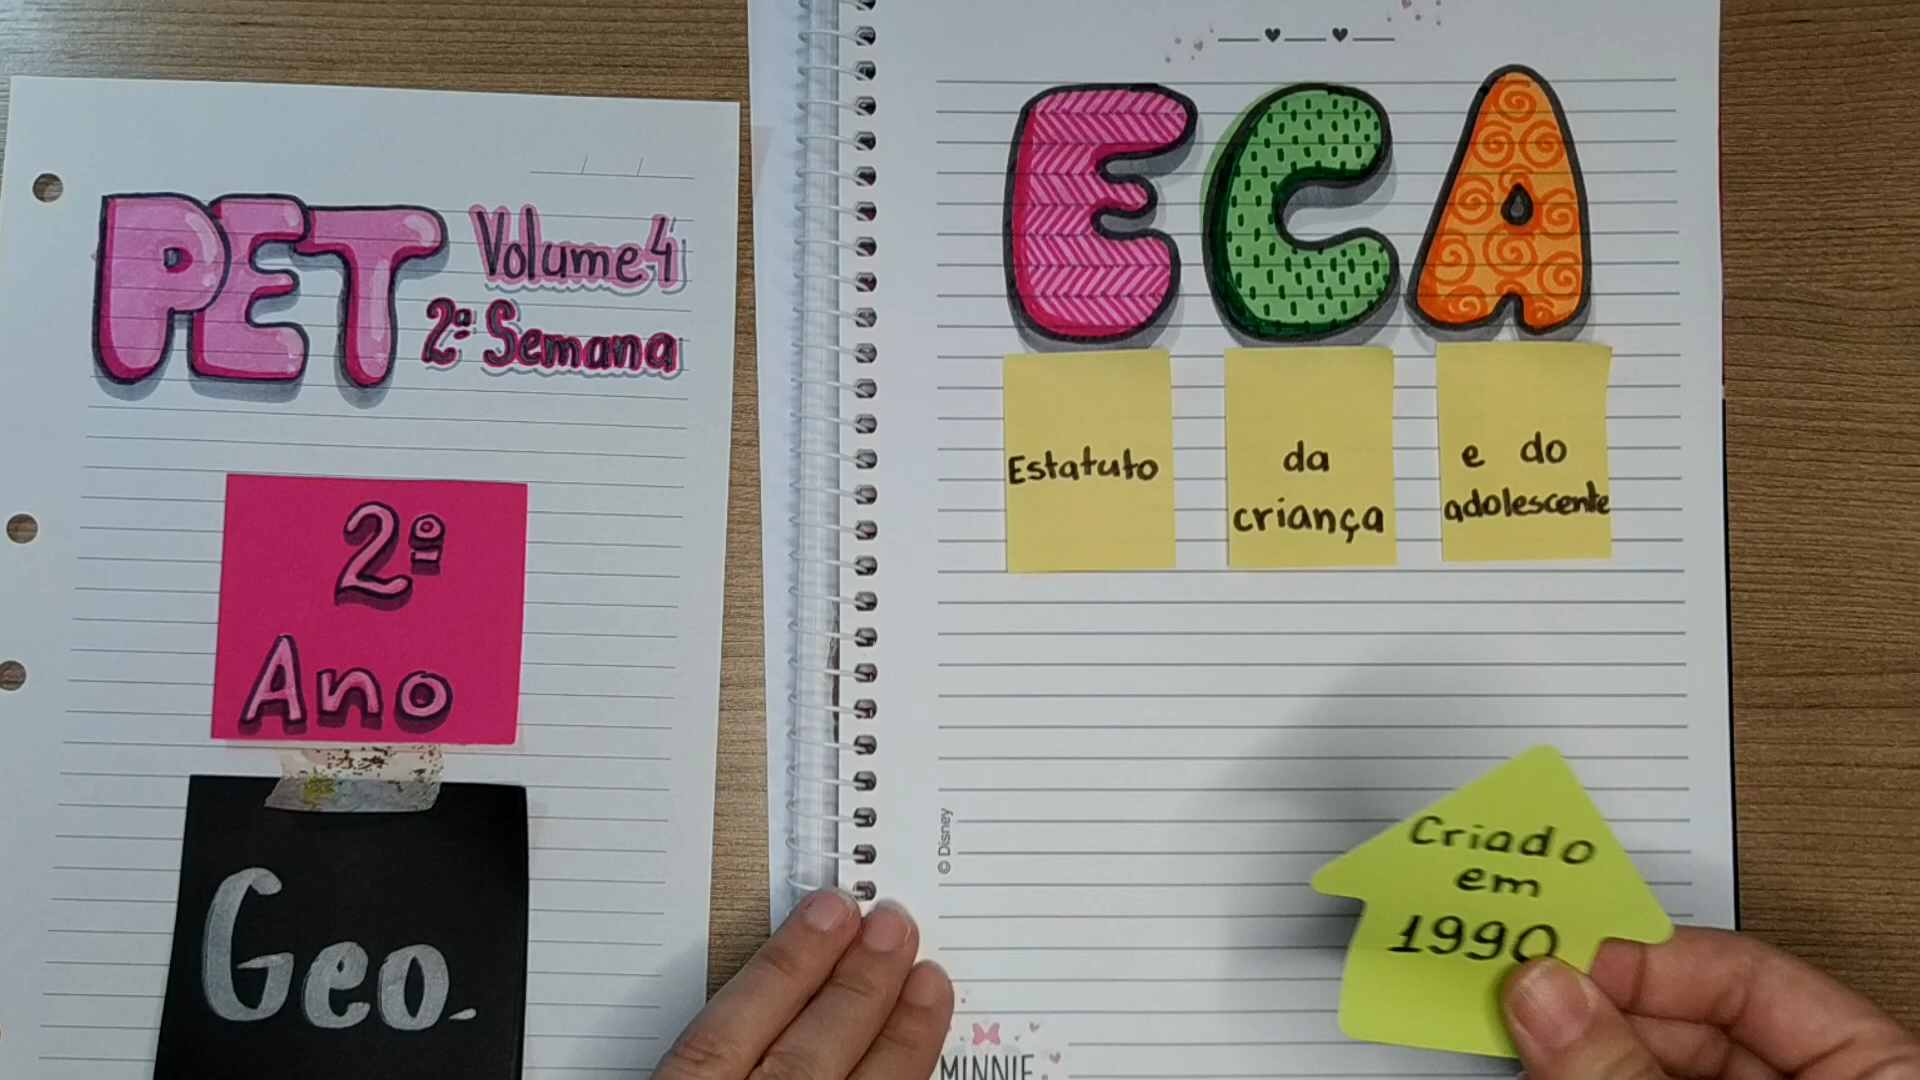 PET Volume 4
2ª Semana
2º
Ano
Geo.
ECA
Estatuto
da
criança
e do
adolescente
Criado
em
1990
© Disney
MINNIE